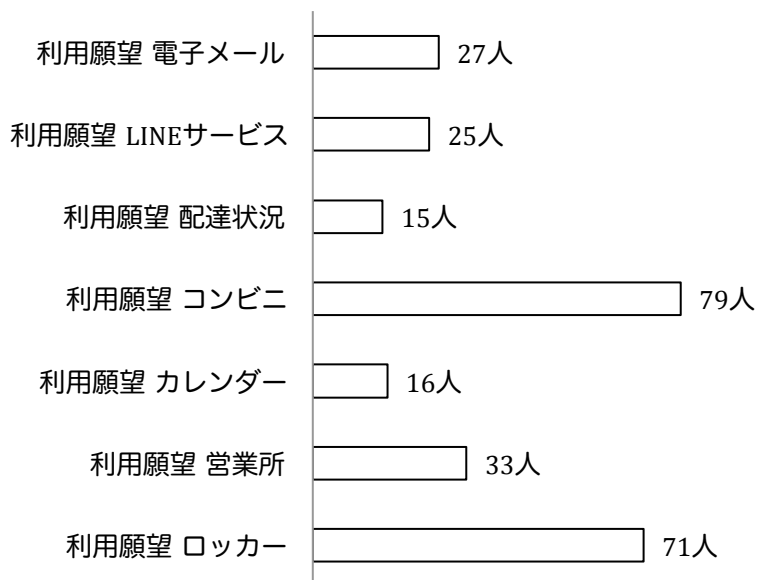 利用願望 電子メール 27人
利用願望 LINEサービス 25人
利用願望 配達状況 15人
利用願望 コンビニ 79人
利用願望 カレンダー 16人
利用願望 営業所 33人
利用願望 ロッカー 71人